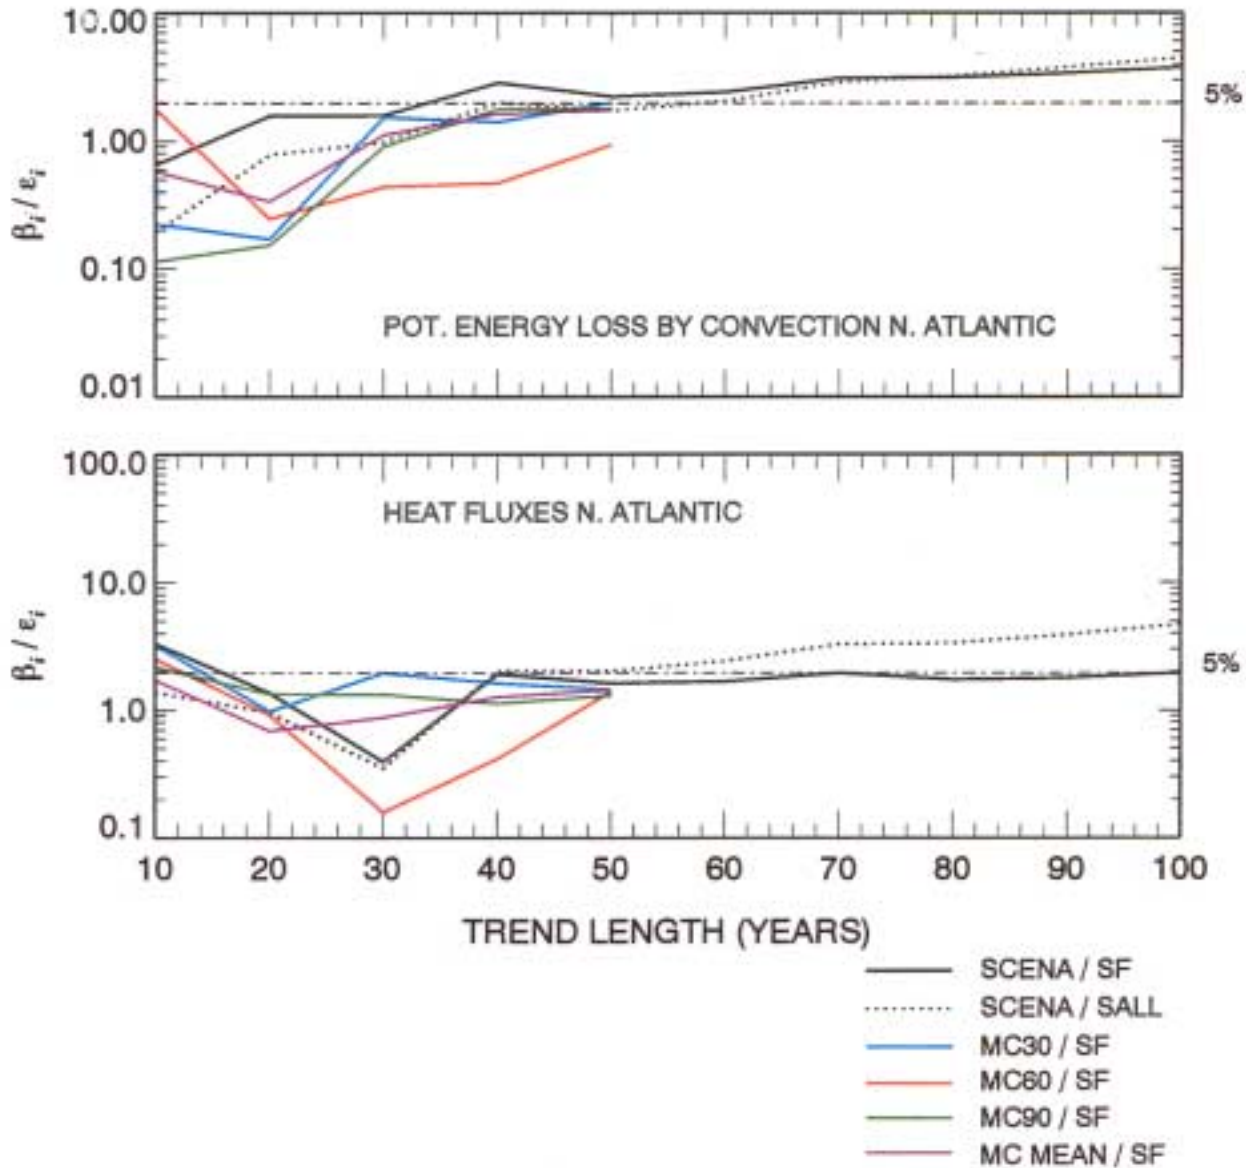 10.00
1.00
0.10
0.01
βi / εi
5%
POT. ENERGY LOSS BY CONVECTION N. ATLANTIC
100.0
10.0
1.0
0.1
βi / εi
5%
HEAT FLUXES N. ATLANTIC
10 20 30 40 50 60 70 80 90 100
TREND LENGTH (YEARS)
SCENA / SF
SCENA / SALL
MC30 / SF
MC60 / SF
MC90 / SF
MC MEAN / SF